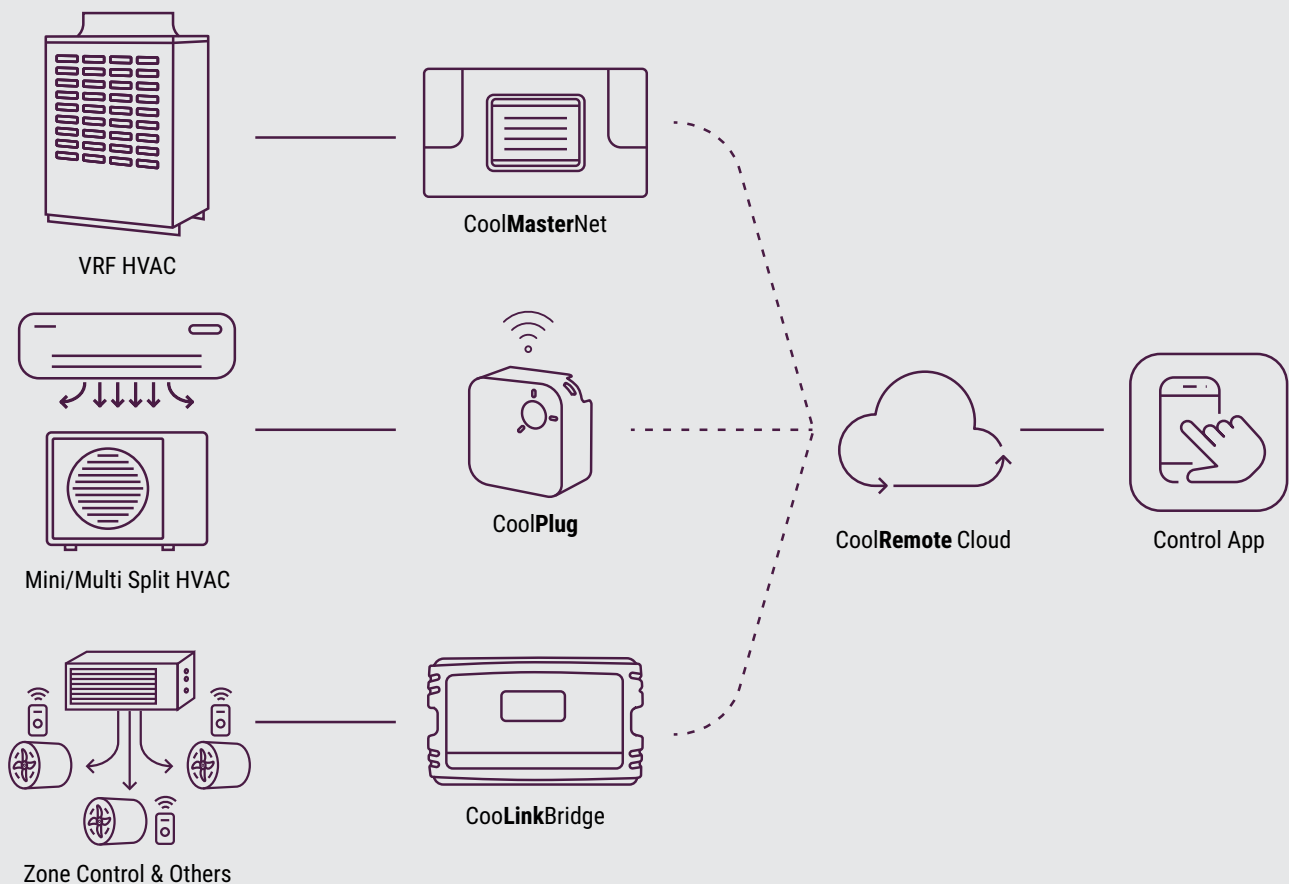 VRF HVAC
CoolMasterNet
Mini/Multi Split HVAC
CoolPlug
CoolRemote Cloud
Control App
Zone Control & Others
CooLinkBridge